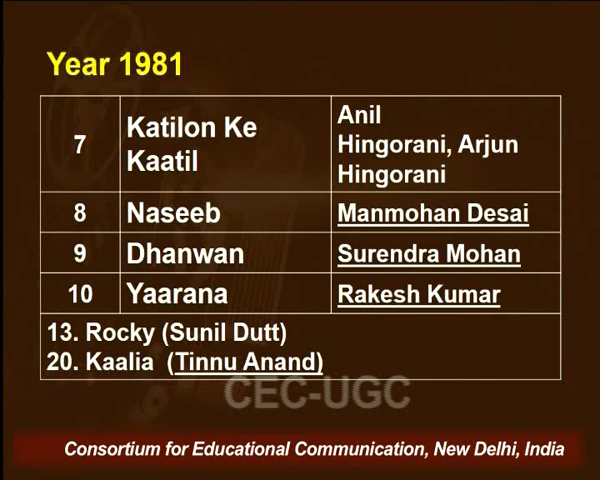 Year 1981
7
Katilon Ke
Kaatil
Anil
Hingorani, Arjun
Hingorani
8 Naseeb Manmohan Desai
9 Dhanwan Surendra Mohan
10 Yaarana Rakesh Kumar
13. Rocky (Sunil Dutt)
20. Kaalia (Tinnu Anand)
CEC-UGC
Consortium for Educational Communication, New Delhi, India